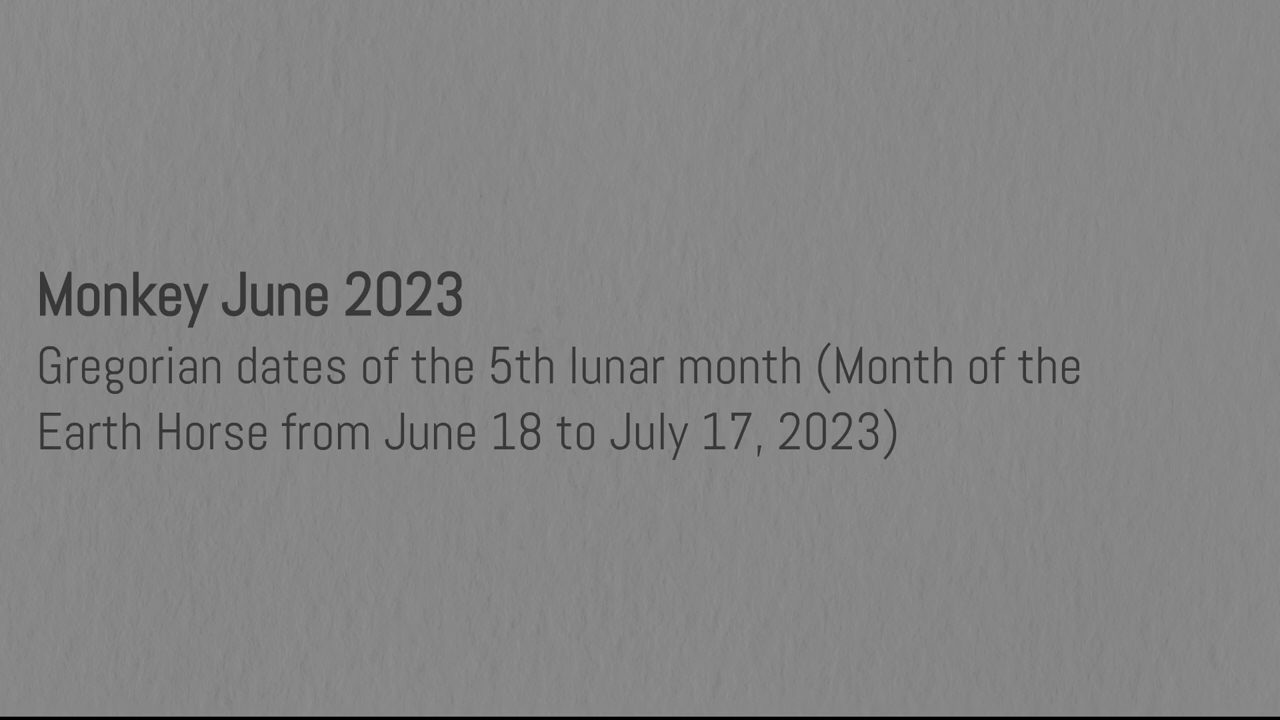 Monkey June 2023
Gregorian dates of the 5th lunar month (Month of the
Earth Horse from June 18 to July 17, 2023)